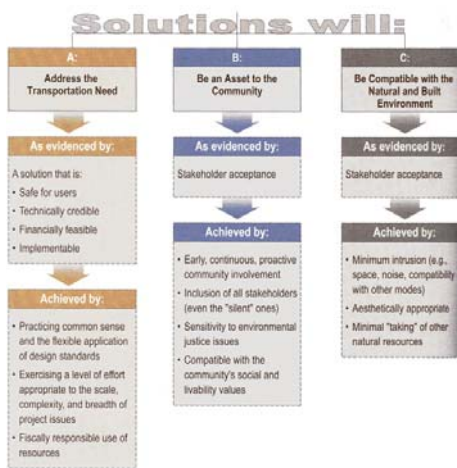 Solutions will:
A:
Address the
Transportation Need
As evidenced by:
A solution that is:
• Safe for users
• Technically credible
• Financially feasible
• Implementable
Achieved by:
• Practicing common sense
and the flexible application
of design standards
• Exercising a level of effort
appropriate to the scale,
complexity, and breadth of
project issues
• Fiscally responsible use of
resources
B:
Be an Asset to the
Community
As evidenced by:
Stakeholder acceptance
Achieved by:
• Early, continuous, proactive
community involvement
• Inclusion of all stakeholders
(even the "silent" ones)
• Sensitivity to environmental
justice issues
• Compatible with the
community's social and
livability values
C:
Be Compatible with the
Natural and Built
Environment
As evidenced by:
Stakeholder acceptance
Achieved by:
• Minimum intrusion (e.g.,
space, noise, compatibility
with other modes)
• Aesthetically appropriate
• Minimal "taking" of other
natural resources